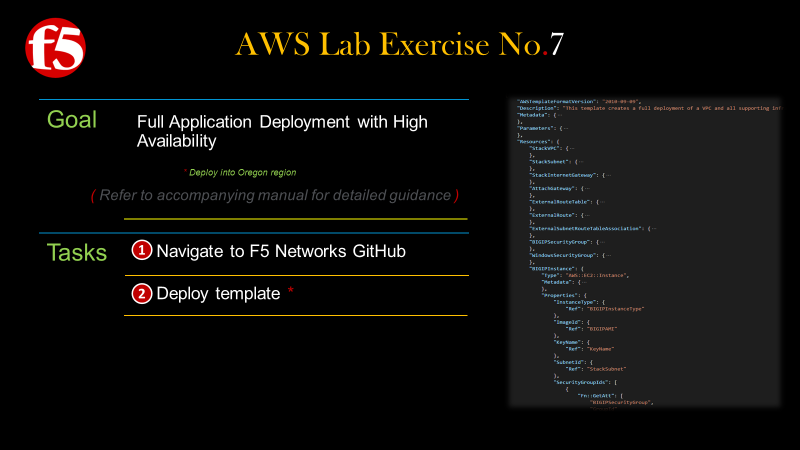 f5
AWS Lab Exercise No.7
Goal
Full Application Deployment with High
Availability
* Deploy into Oregon region
( Refer to accompanying manual for detailed guidance )
Tasks
1 Navigate to F5 Networks GitHub
2 Deploy template *
"AWSTemplateFormatVersion": "2010-09-09",
"Description": "This template creates a full deployment of a VPC and all supporting inf
"Metadata": {--
},
"Parameters": {--
},
"Resources": {
"StackVPC": {--
},
"StackSubnet": {--
},
"StackInternetGateway": {--
},
"AttachGateway": {--
},
"ExternalRouteTable": {--
},
"ExternalRoute": {--
},
"ExternalSubnetRouteTableAssociation": {--
},
"BIGIPSecurityGroup": {--
},
"WindowsSecurityGroup": {--
},
"BIGIPInstance": {
"Type": "AWS::EC2::Instance",
"Metadata": {--
},
"Properties": {
"InstanceType": {
"Ref": "BIGIPInstanceType"
},
"ImageId": {
"Ref": "BIGIPAMI"
},
"KeyName": {
"Ref": "KeyName"
},
"SubnetId": {
"Ref": "StackSubnet"
},
"SecurityGroupIds": [
{
"Fn::GetAtt": [
"BIGIPSecurityGroup",